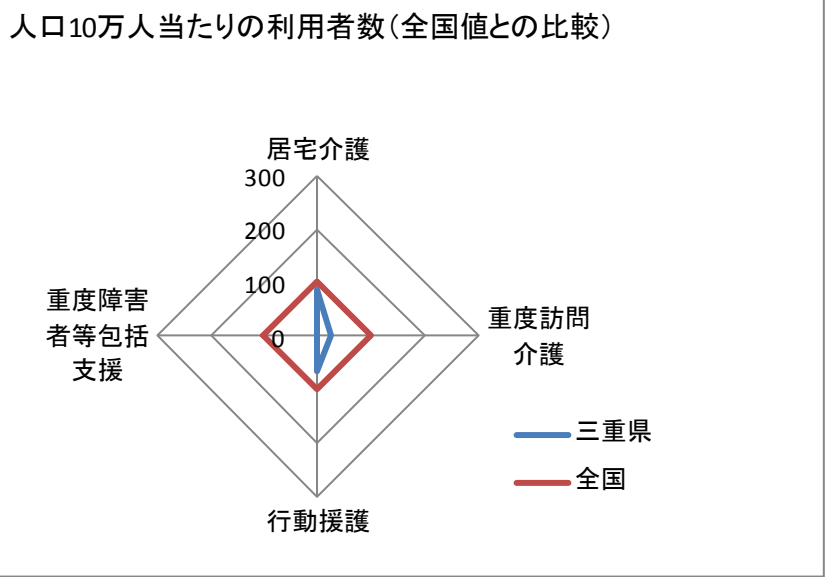 人口10万人当たりの利用者数（全国値との比較）
居宅介護
300
200
100
0
重度障害
者等包括
支援
重度訪問
介護
行動援護
三重県
全国